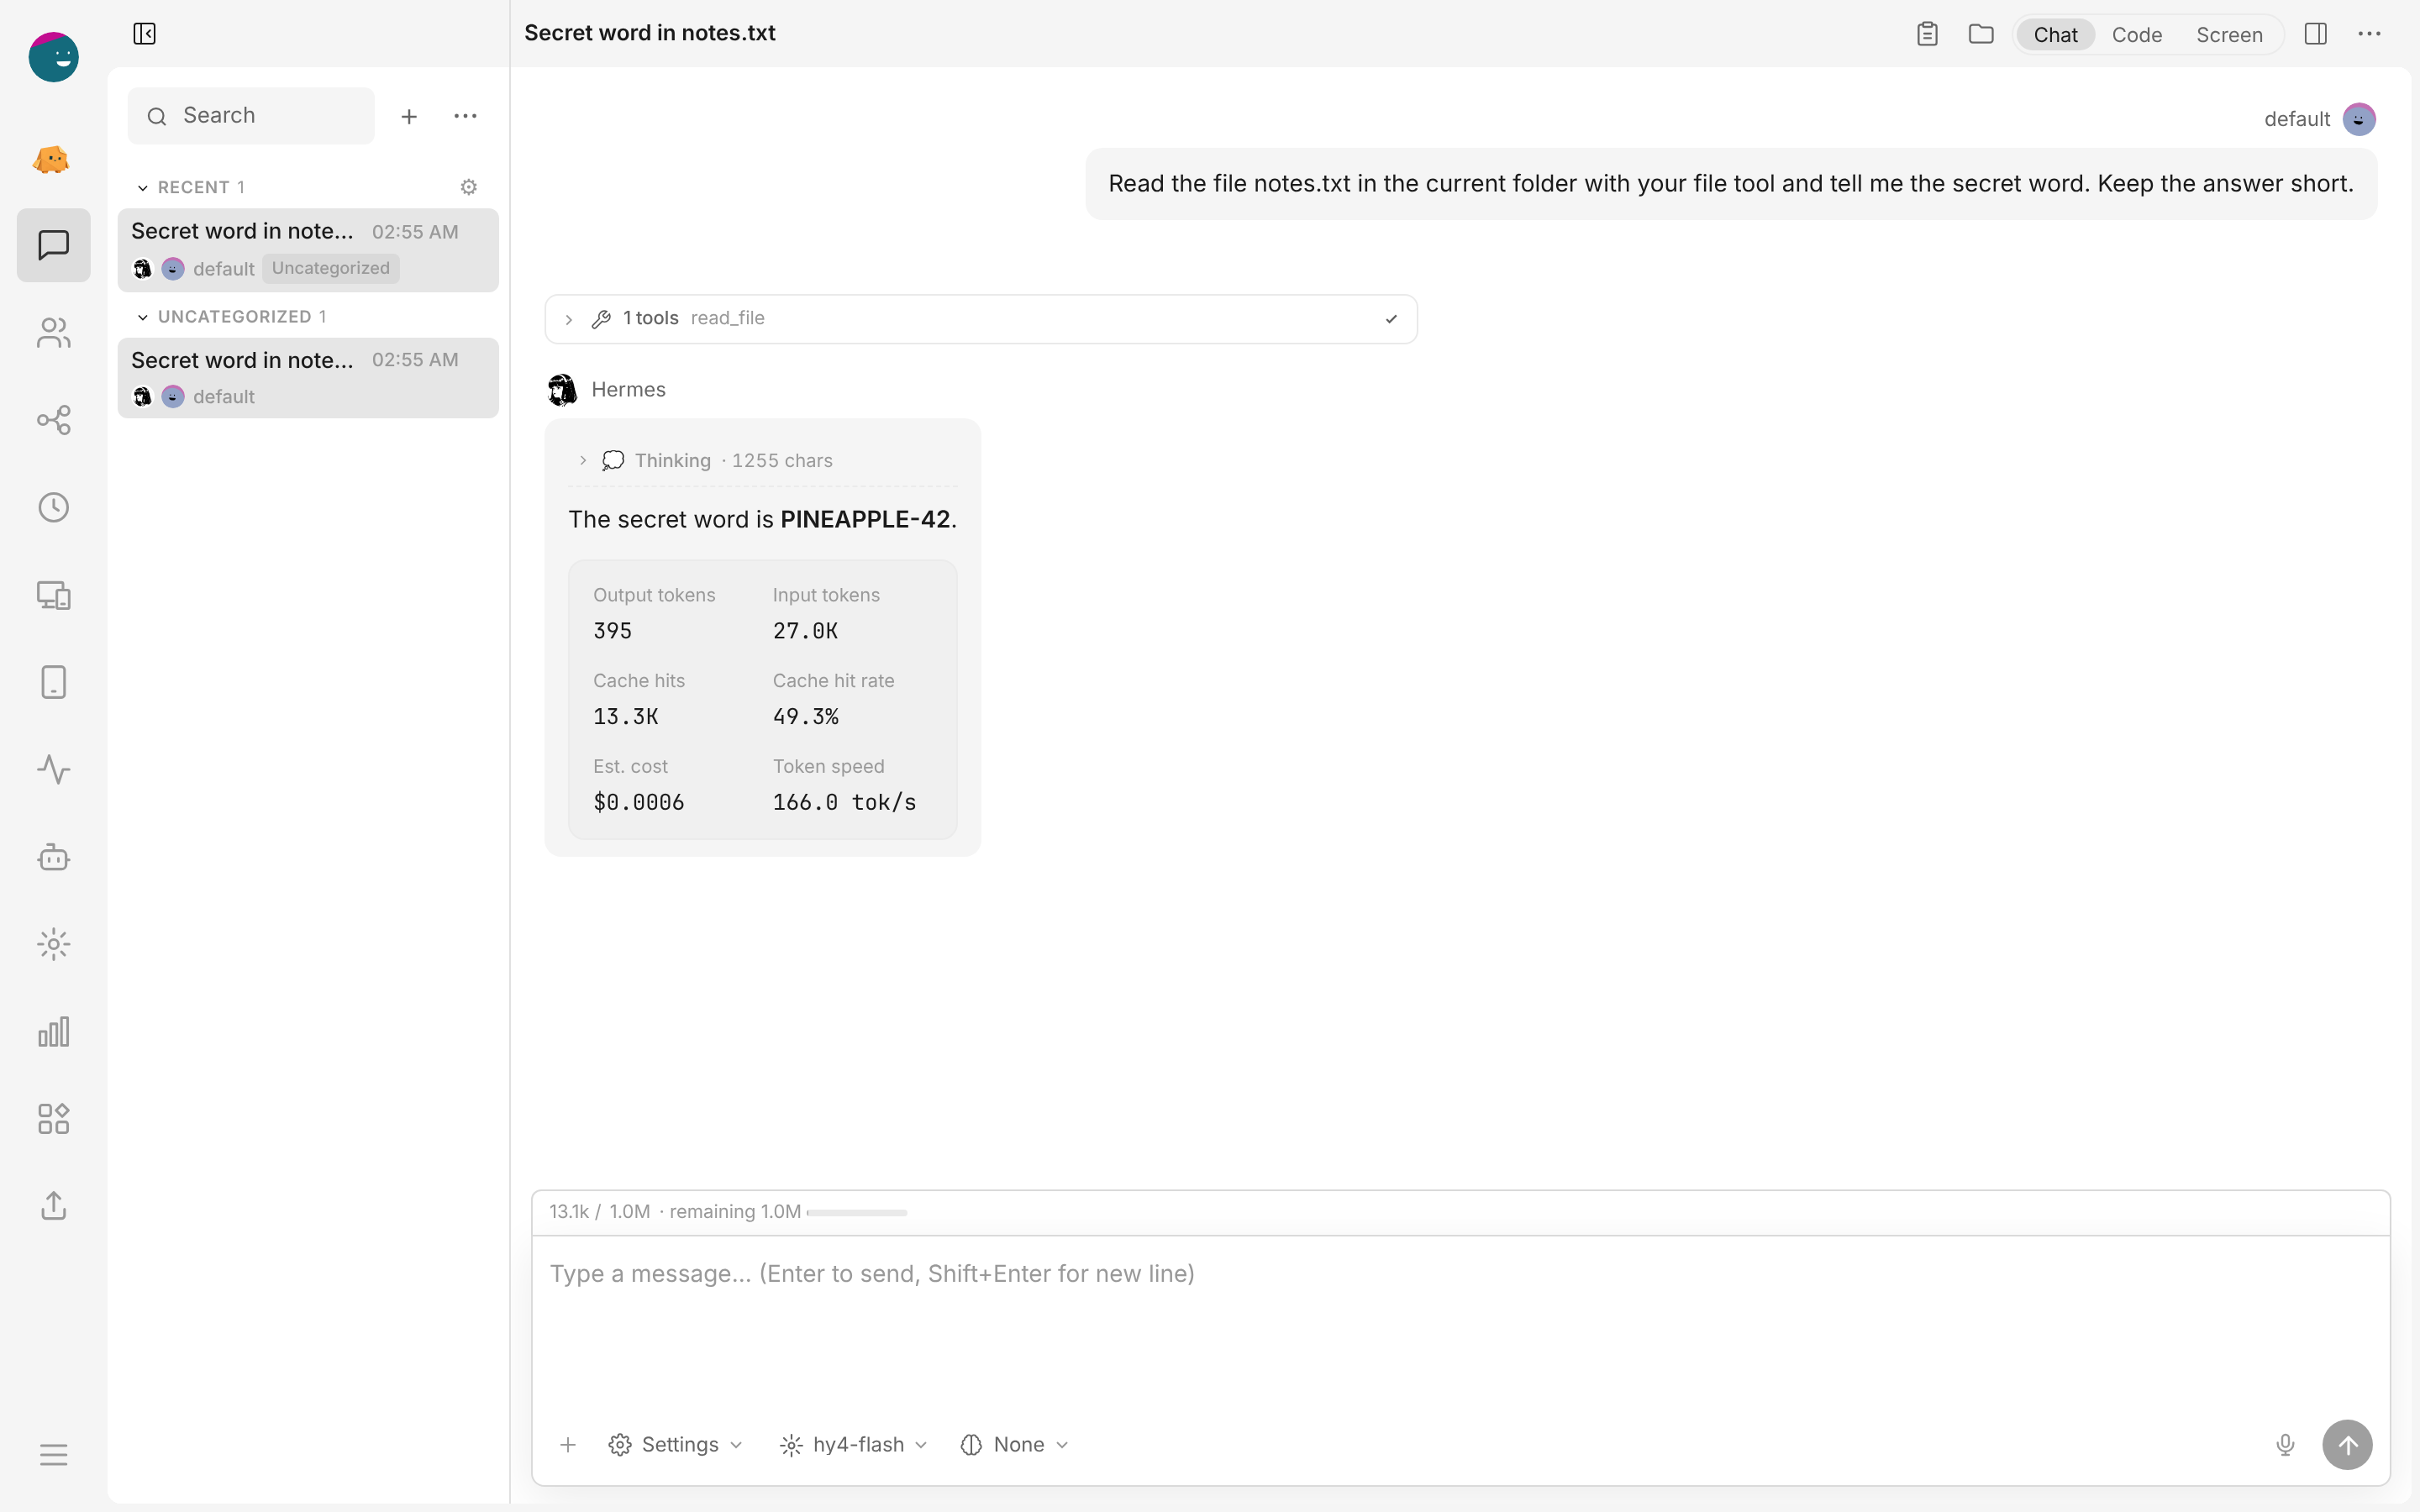 Secret word in notes.txt
Chat
Code
Screen
Search
RECENT 1
Secret word in note... 02:55 AM
default Uncategorized
UNCATEGORIZED 1
Secret word in note... 02:55 AM
default
default
Read the file notes.txt in the current folder with your file tool and tell me the secret word. Keep the answer short.
1 tools read_file
Hermes
Thinking · 1255 chars
The secret word is PINEAPPLE-42.
Output tokens Input tokens
395 27.0K
Cache hits Cache hit rate
13.3K 49.3%
Est. cost Token speed
$0.0006 166.0 tok/s
13.1k / 1.0M · remaining 1.0M
Type a message... (Enter to send, Shift+Enter for new line)
Settings hy4-flash None